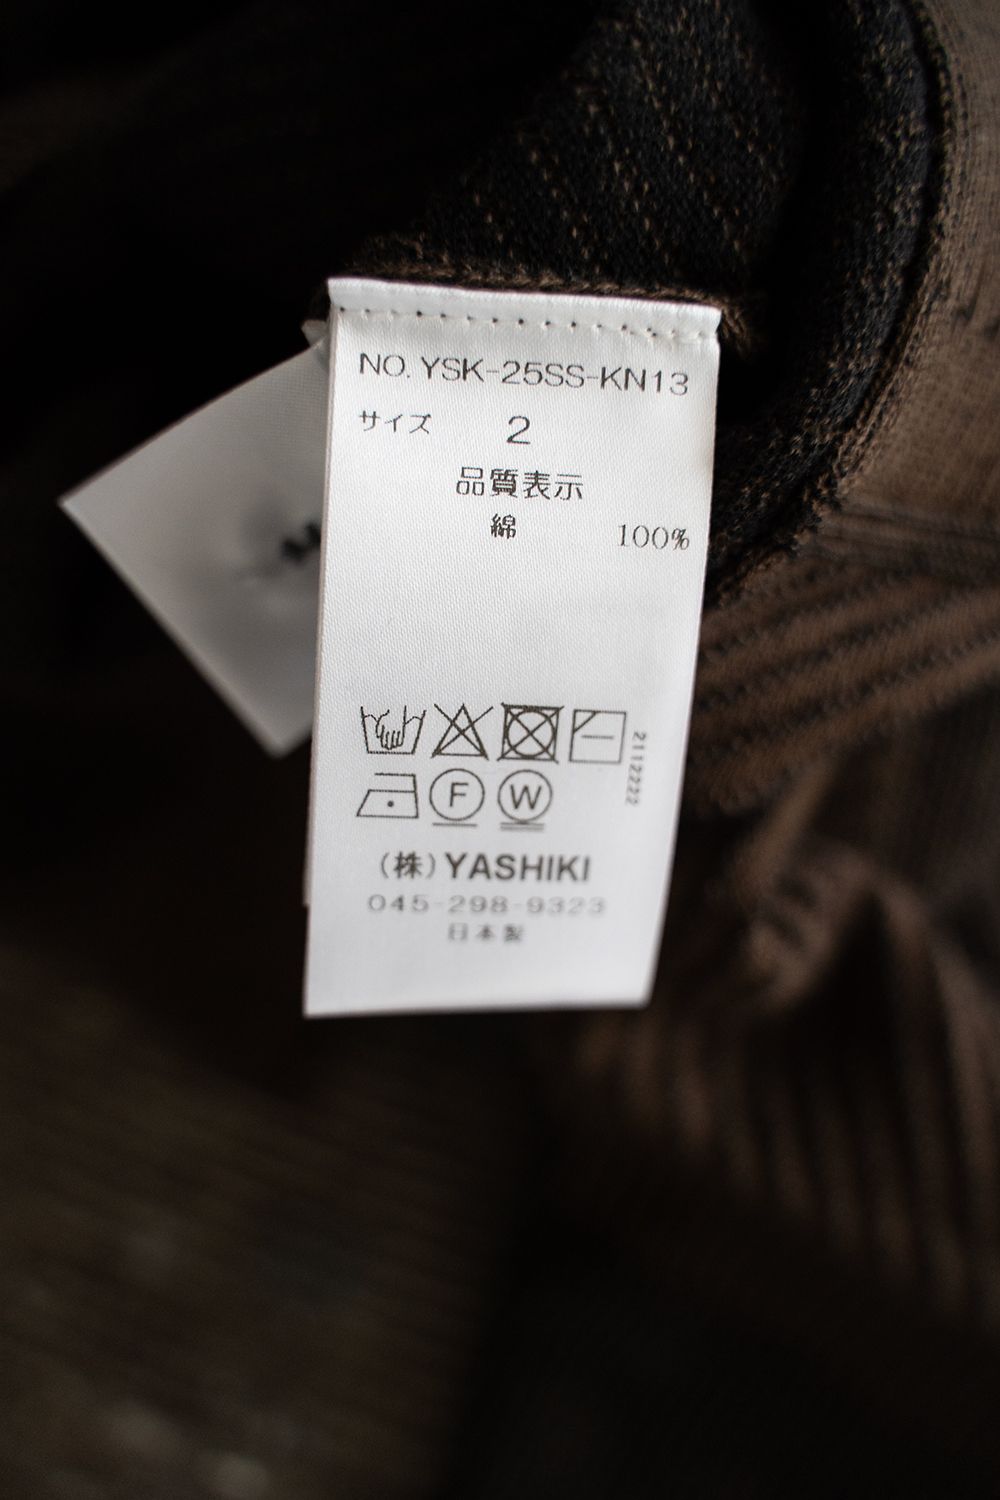 NO. YSK-25SS-KN13
サイズ 2
品質表示
綿 100%
2112222
F
W
(株)YASHIKI
045-298-9323
日本製